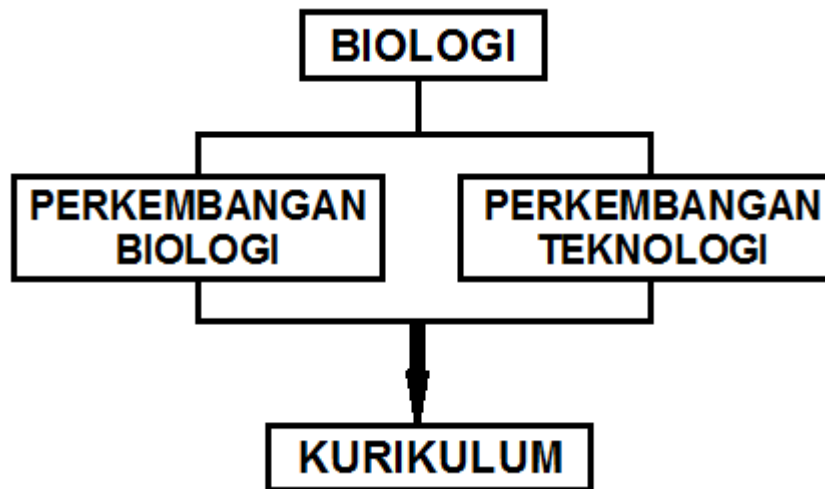 BIOLOGI
PERKEMBANGAN
BIOLOGI
PERKEMBANGAN
TEKNOLOGI
KURIKULUM